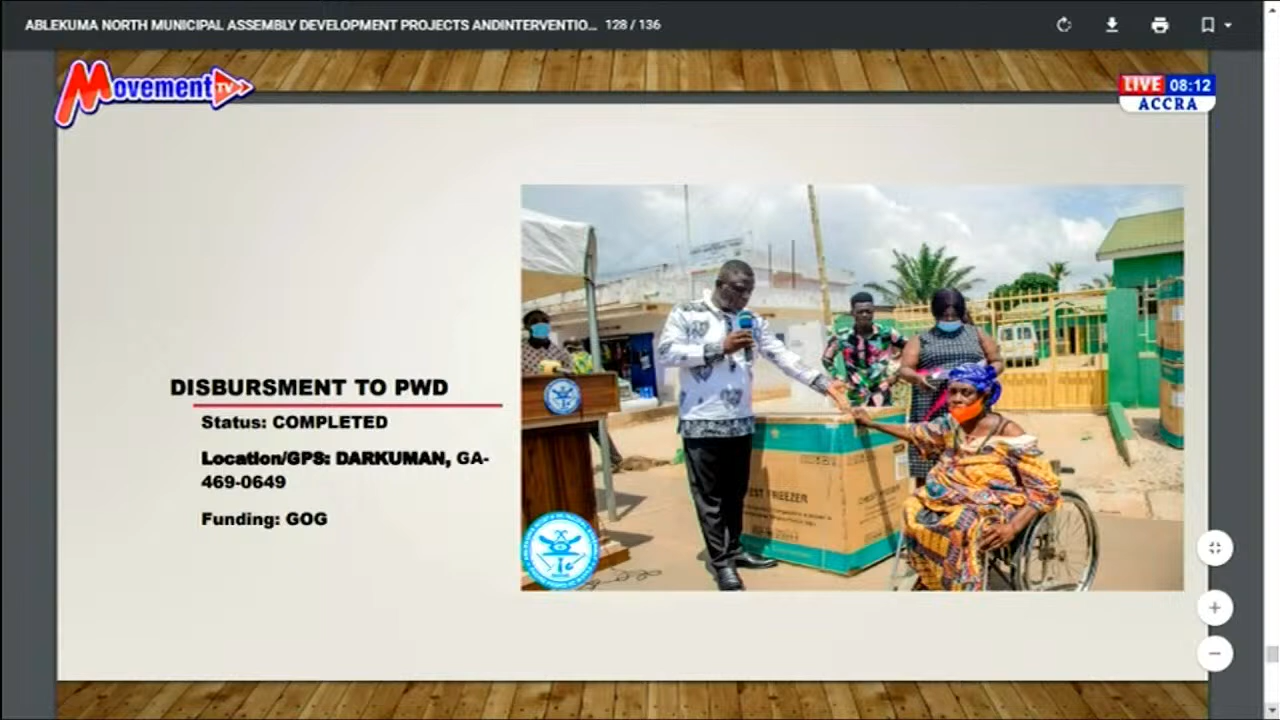 ABLEKUMA NORTH MUNICIPAL ASSEMBLY DEVELOPMENT PROJECTS ANDINTERVENTIO... 128 / 136
Movement TV
LIVE 08:12
ACCRA
DISBURSMENT TO PWD
Status: COMPLETED
Location/GPS: DARKUMAN, GA-
469-0649
Funding: GOG
EST FREEZER